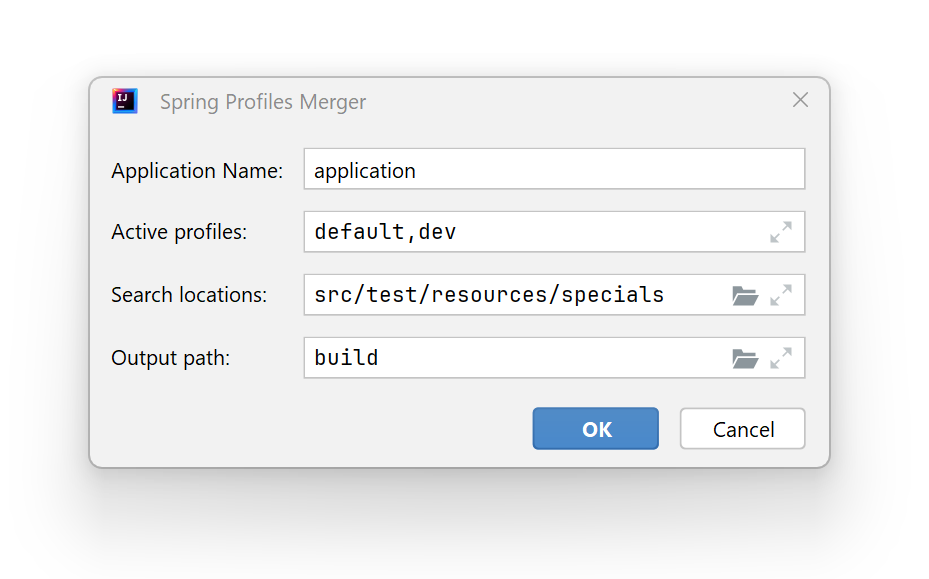 IJ
Spring Profiles Merger
Application Name: application
Active profiles: default,dev
Search locations: src/test/resources/specials
Output path: build
OK Cancel